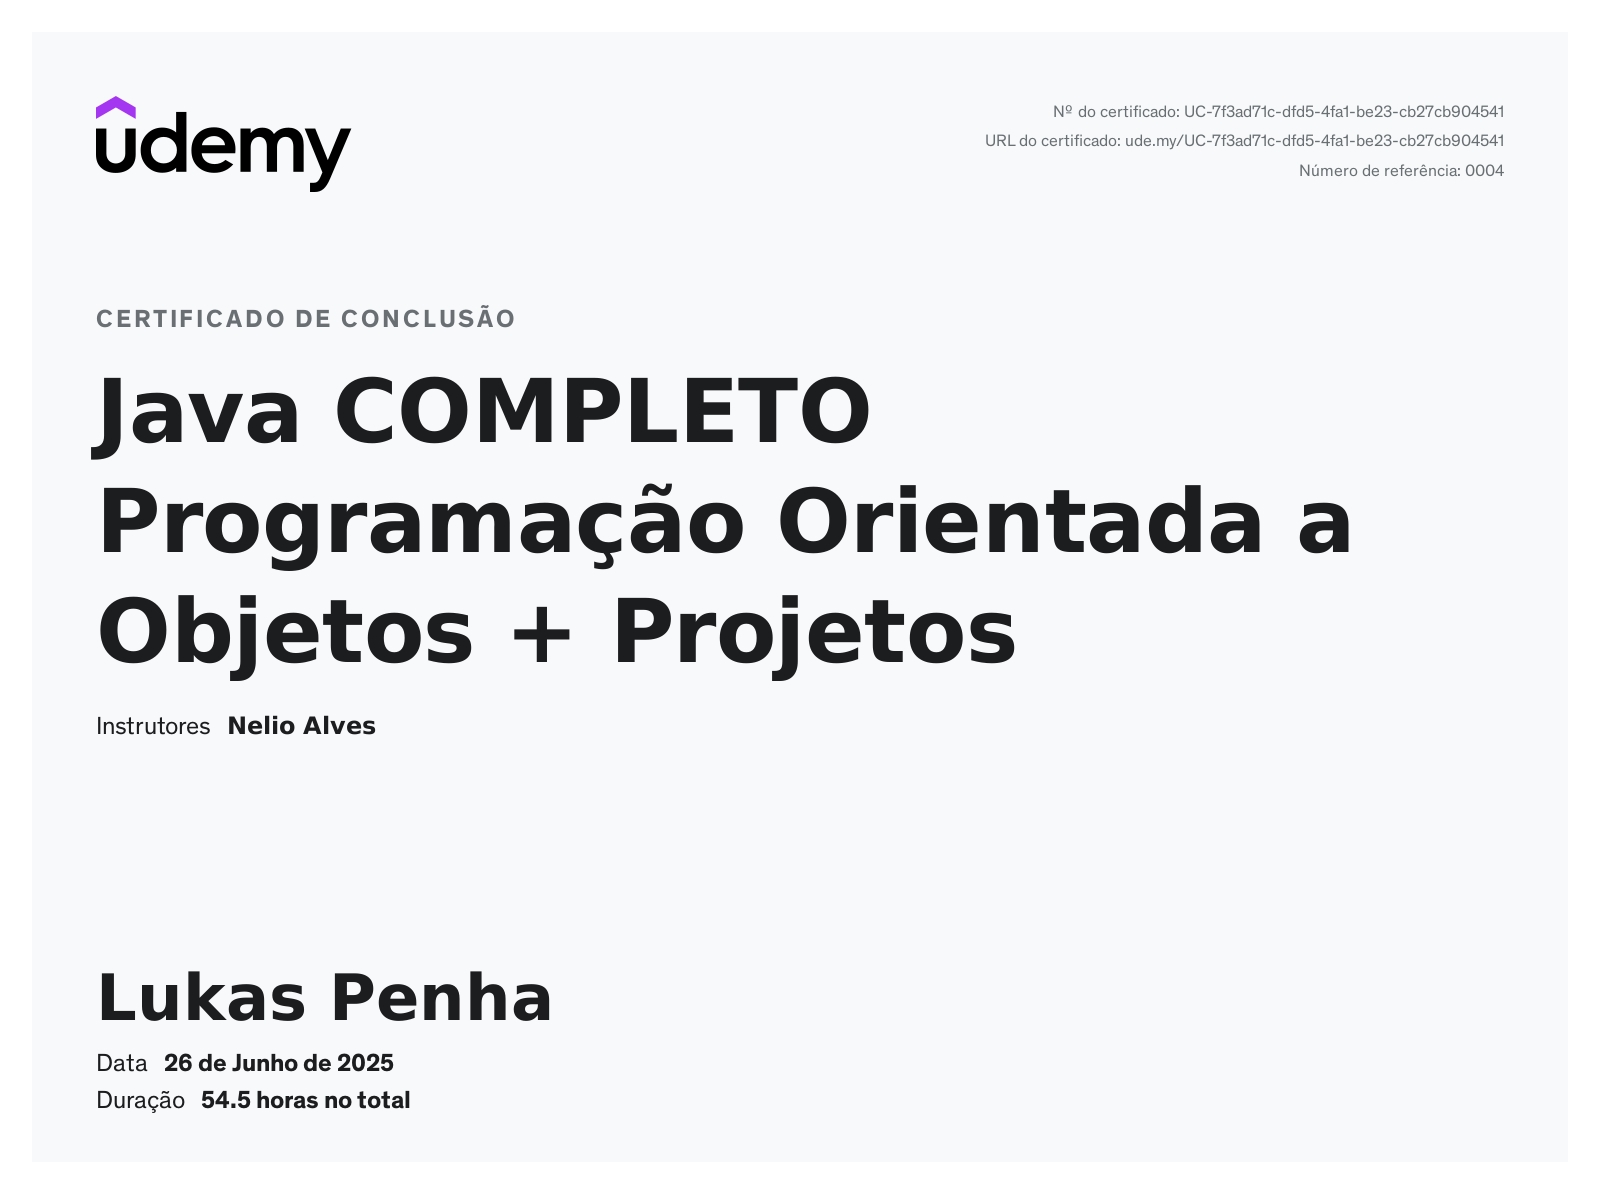 udemy
Nº do certificado: UC-7f3ad71c-dfd5-4fa1-be23-cb27cb904541
URL do certificado: ude.my/UC-7f3ad71c-dfd5-4fa1-be23-cb27cb904541
Número de referência: 0004
CERTIFICADO DE CONCLUSÃO
Java COMPLETO
Programação Orientada a
Objetos + Projetos
Instrutores Nelio Alves
Lukas Penha
Data 26 de Junho de 2025
Duração 54.5 horas no total